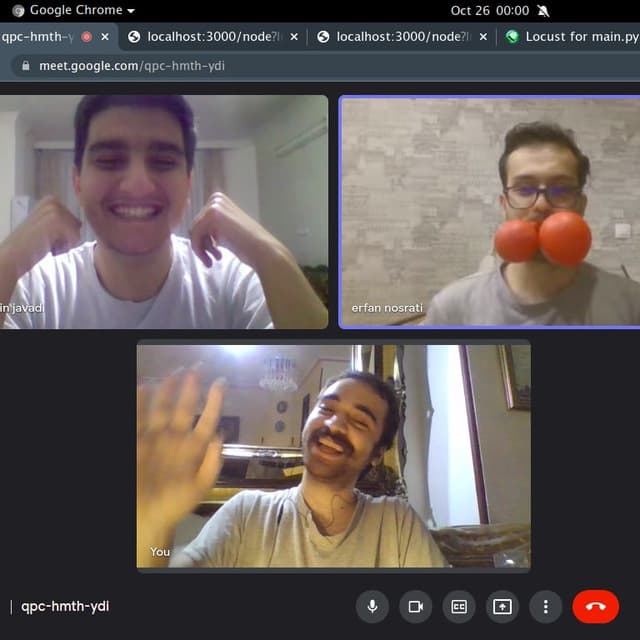 Google Chrome
Oct 26 00:00
qpc-hmth-y
localhost:3000/node?
localhost:3000/node?
Locust for main.py
meet.google.com/qpc-hmth-ydi
in javadi
erfan nosrati
You
CC
qpc-hmth-ydi